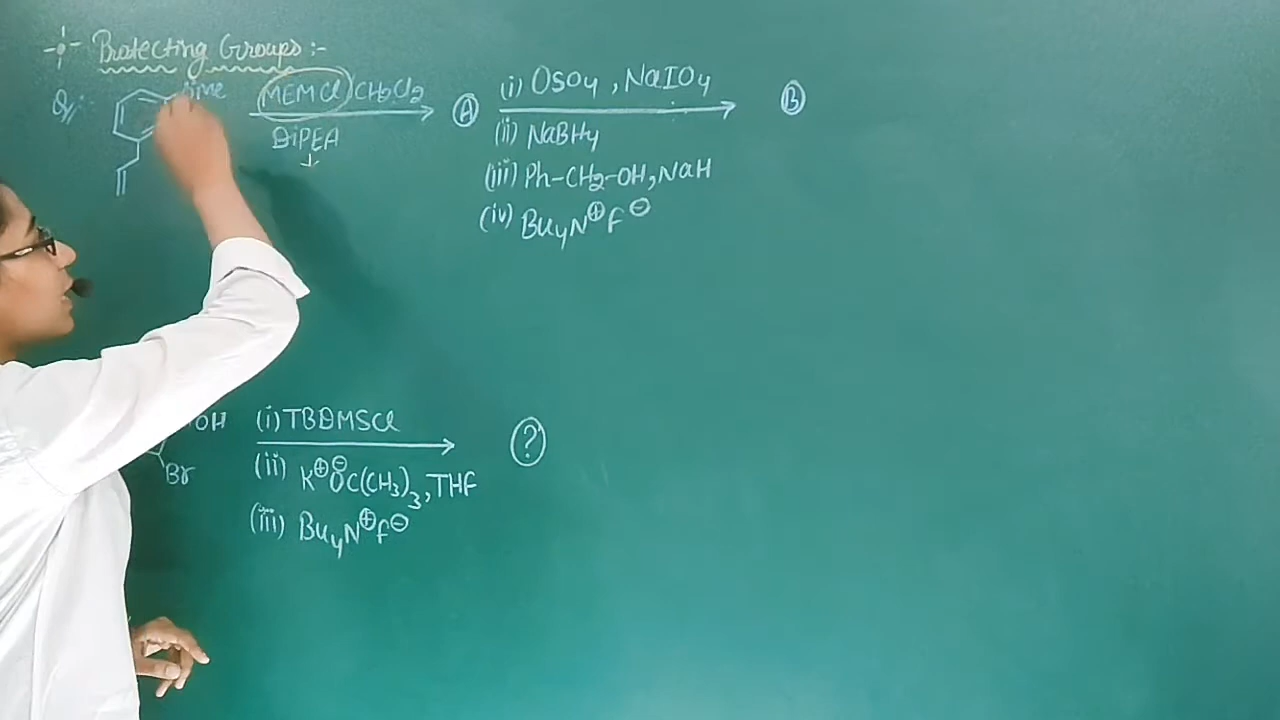 Protecting Groups:-
Q/:
OMe MEMCl, CH2Cl2 (A) (i) OsO4, NaIO4 (B)
DiPEA (ii) NaBH4
(iii) Ph-CH2-OH, NaH
(iv) Bu4N⊕F⊖
OH (i) TBDMSCl (?)
Br (ii) K⊕O⊖C(CH3)3, THF
(iii) Bu4N⊕F⊖